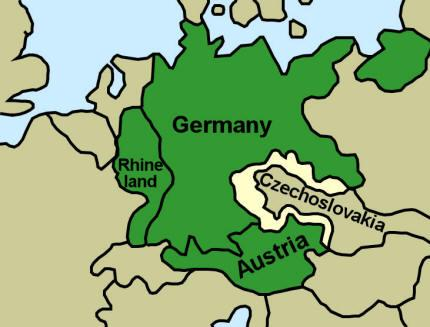 Germany
Rhine
land
Czechoslovakia
Austria